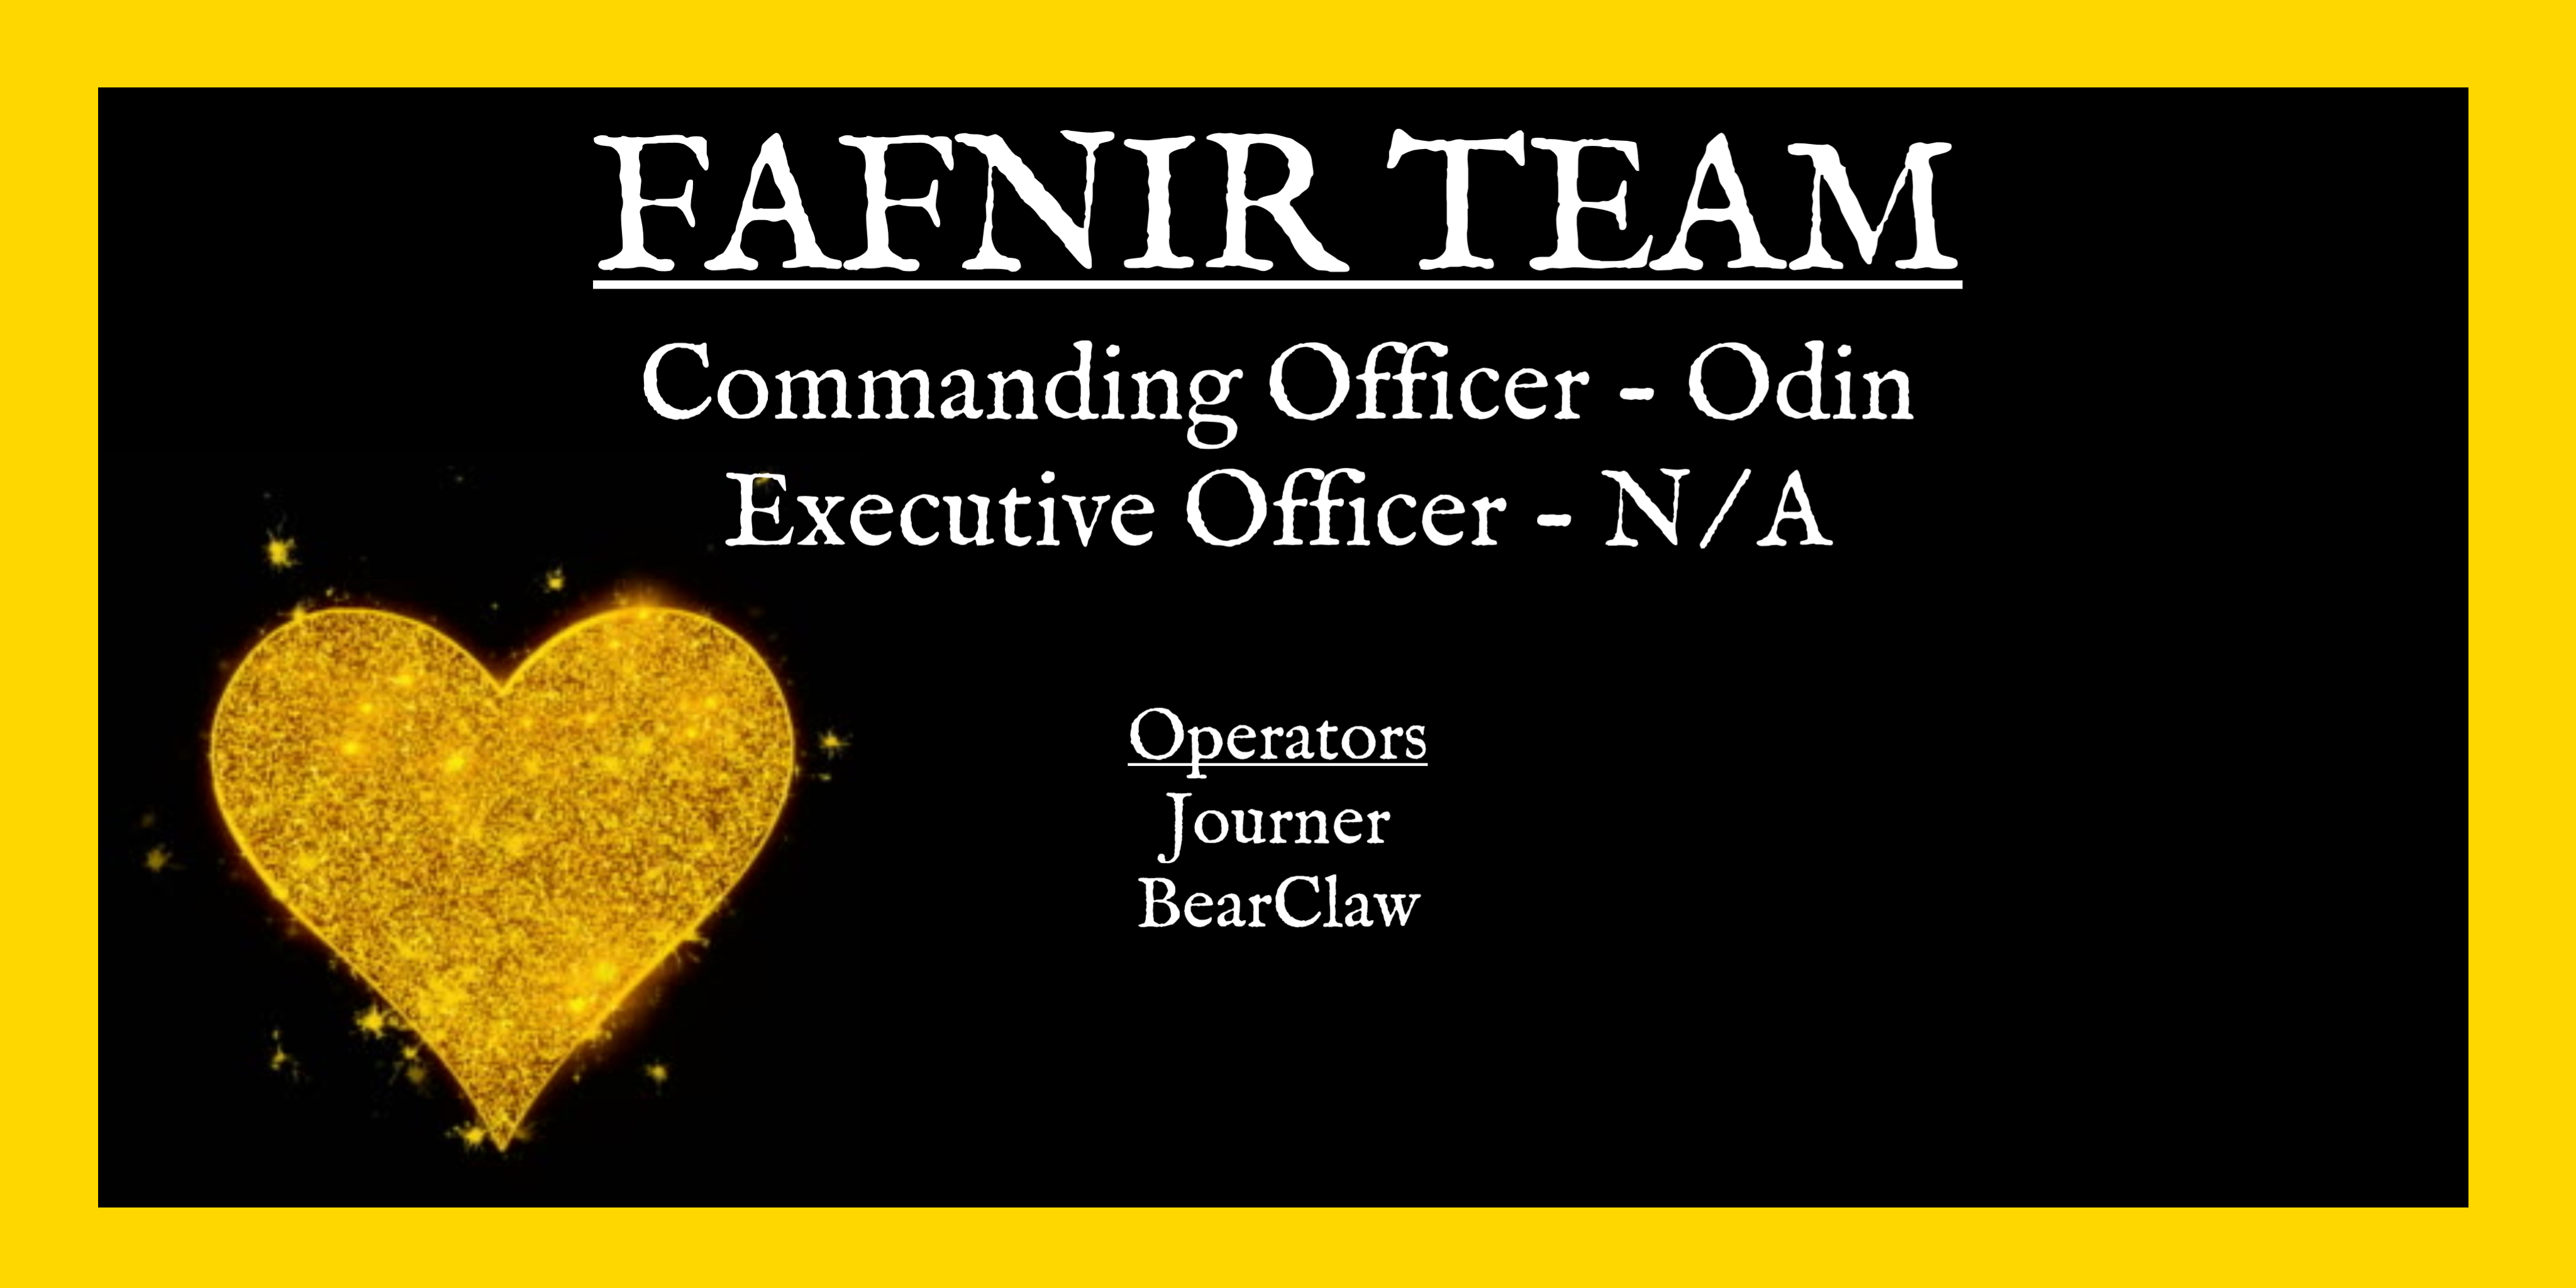 FAFNIR TEAM
Commanding Officer - Odin
Executive Officer - N/A
Operators
Journer
BearClaw